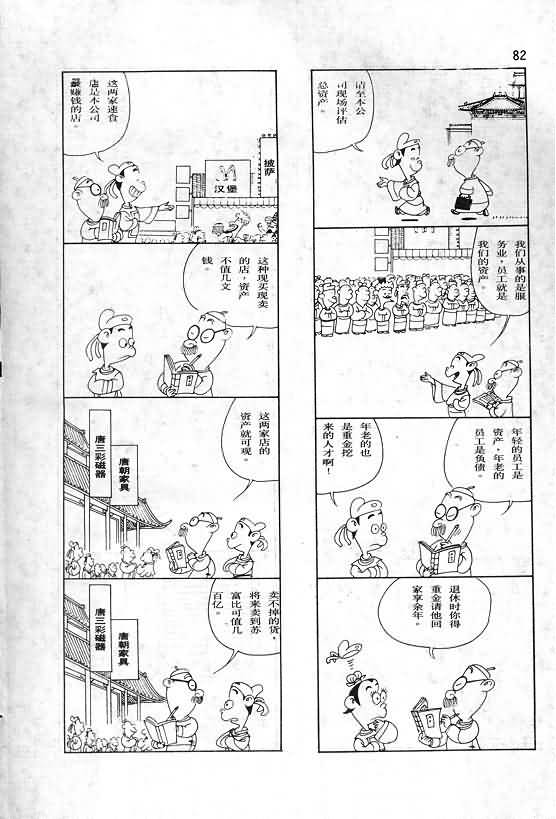 82
请至本公
司现场评估
总资产。
我们从事的是服
务业，员工就是
我们的资产。
年轻的员工是
资产，年老的
员工是负债。
年老的也
是重金挖
来的人才啊！
退休时你得
重金请他回
家享余年。
这两家速食
店是本公司
最赚钱的店。
披萨
汉堡
这种现买现卖
的店，资产
不值几文
钱。
这两家店的
资产就可观。
唐朝家具
唐三彩磁器
卖不掉的货，
将来卖到苏
富比可值几
百亿。
唐朝家具
唐三彩磁器